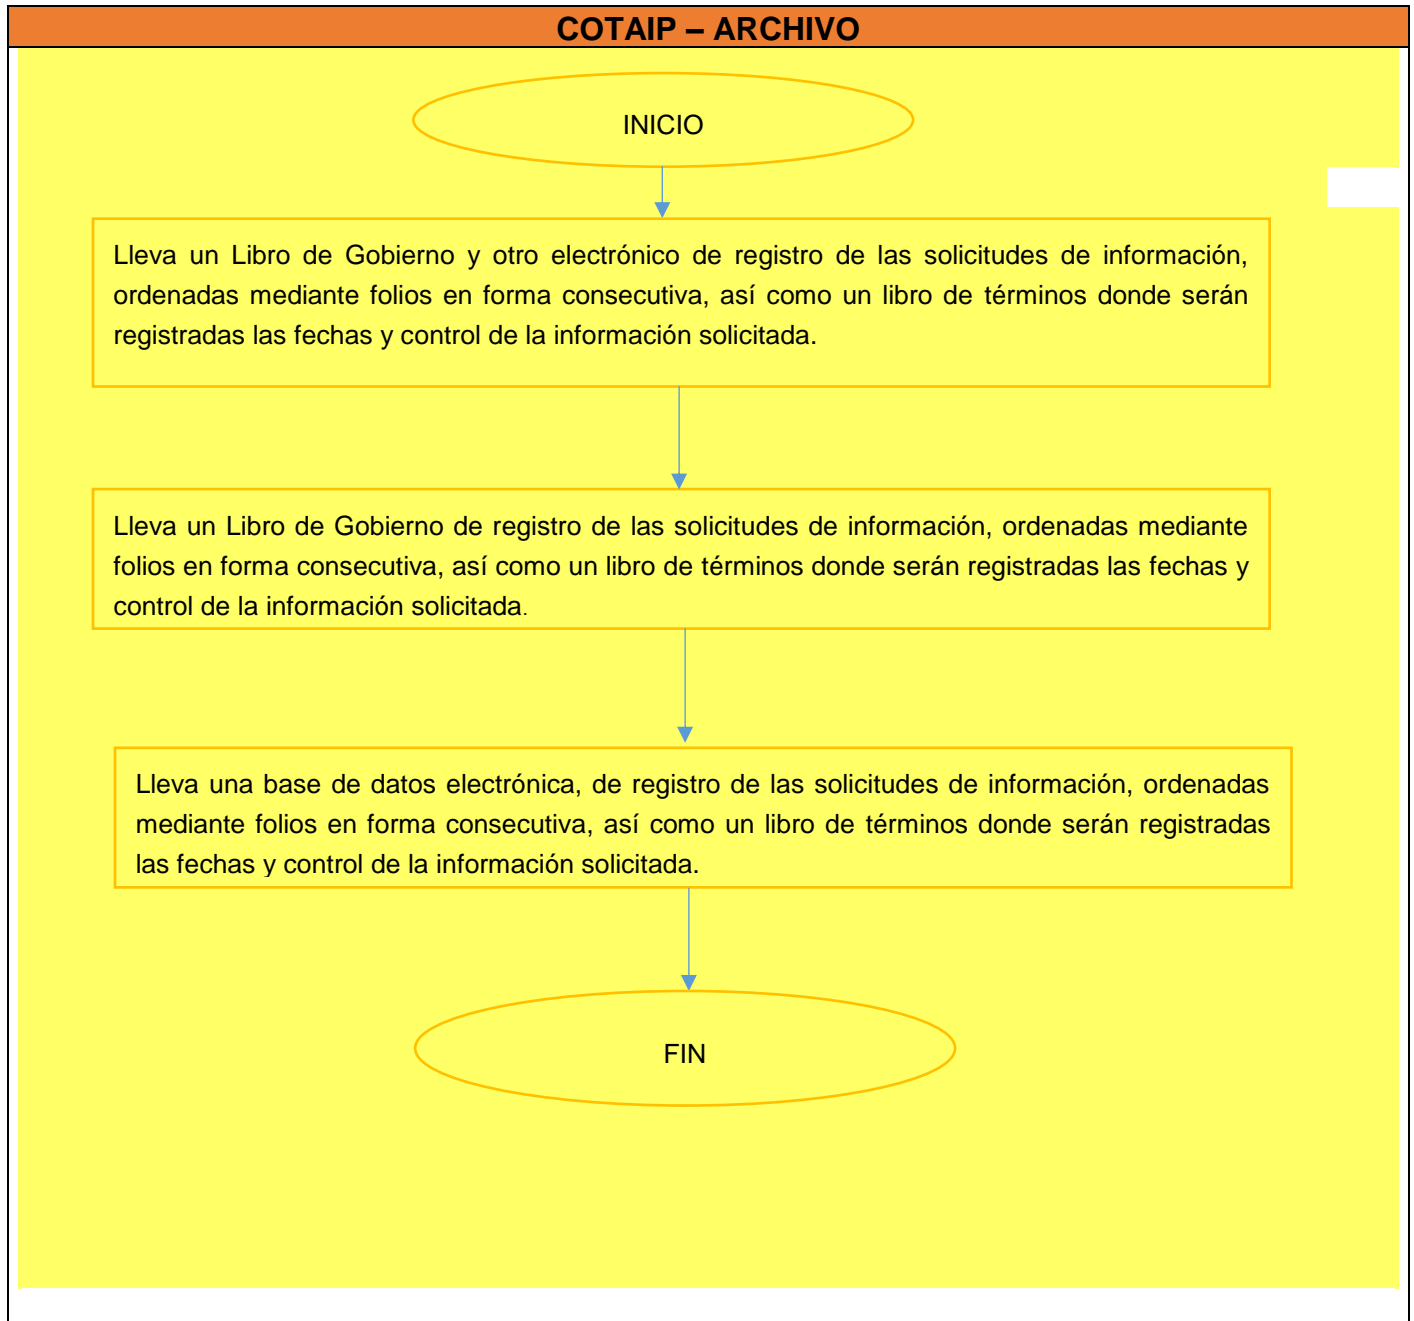 COTAIP – ARCHIVO
INICIO
Lleva un Libro de Gobierno y otro electrónico de registro de las solicitudes de información,
ordenadas mediante folios en forma consecutiva, así como un libro de términos donde serán
registradas las fechas y control de la información solicitada.
Lleva un Libro de Gobierno de registro de las solicitudes de información, ordenadas mediante
folios en forma consecutiva, así como un libro de términos donde serán registradas las fechas y
control de la información solicitada.
Lleva una base de datos electrónica, de registro de las solicitudes de información, ordenadas
mediante folios en forma consecutiva, así como un libro de términos donde serán registradas
las fechas y control de la información solicitada.
FIN